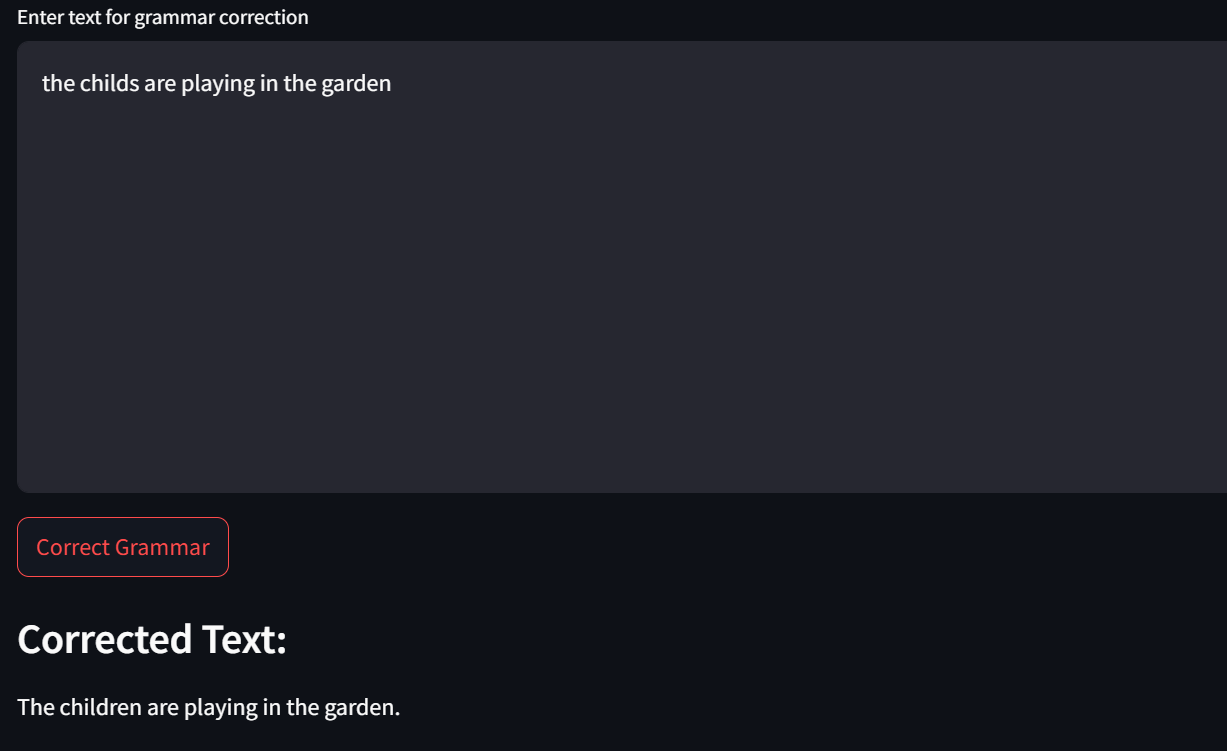 Enter text for grammar correction
the childs are playing in the garden
Correct Grammar
Corrected Text:
The children are playing in the garden.